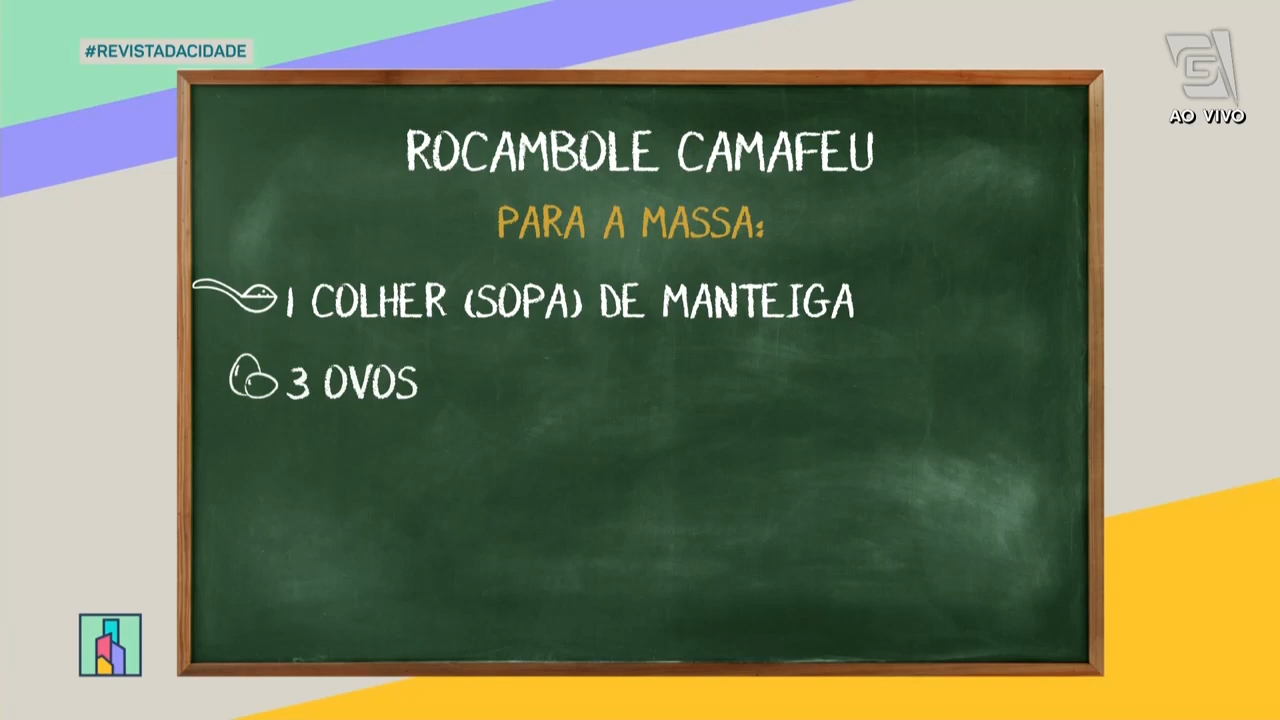 #REVISTADACIDADE
AO VIVO
ROCAMBOLE CAMAFEU
PARA A MASSA:
1 COLHER (SOPA) DE MANTEIGA
3 OVOS